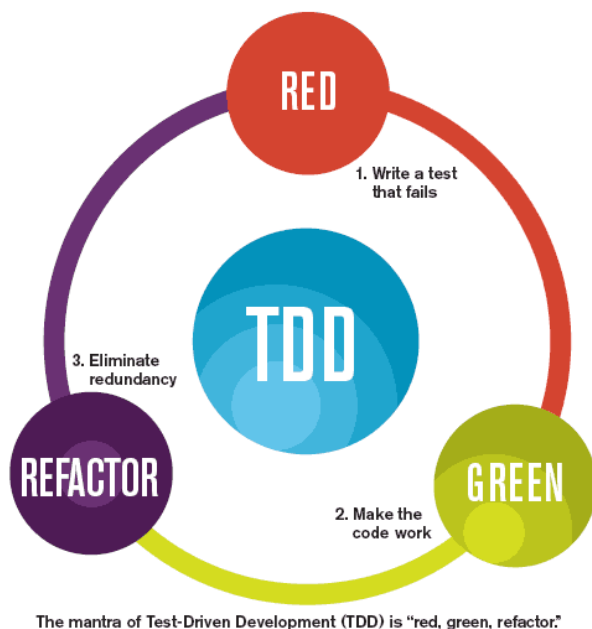 RED
1. Write a test
that fails
TDD
3. Eliminate
redundancy
REFACTOR
GREEN
2. Make the
code work
The mantra of Test-Driven Development (TDD) is “red, green, refactor.”